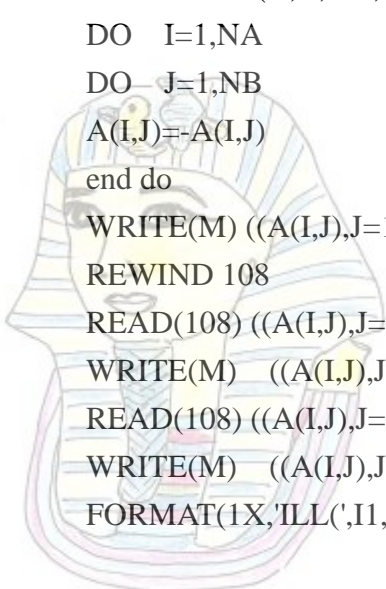 DO I=1,NA
DO J=1,NB
A(I,J)=-A(I,J)
end do
WRITE(M) ((A(I,J),J=
REWIND 108
READ(108) ((A(I,J),J=
WRITE(M) ((A(I,J),J
READ(108) ((A(I,J),J=
WRITE(M) ((A(I,J),J
FORMAT(1X,'ILL(',I1,